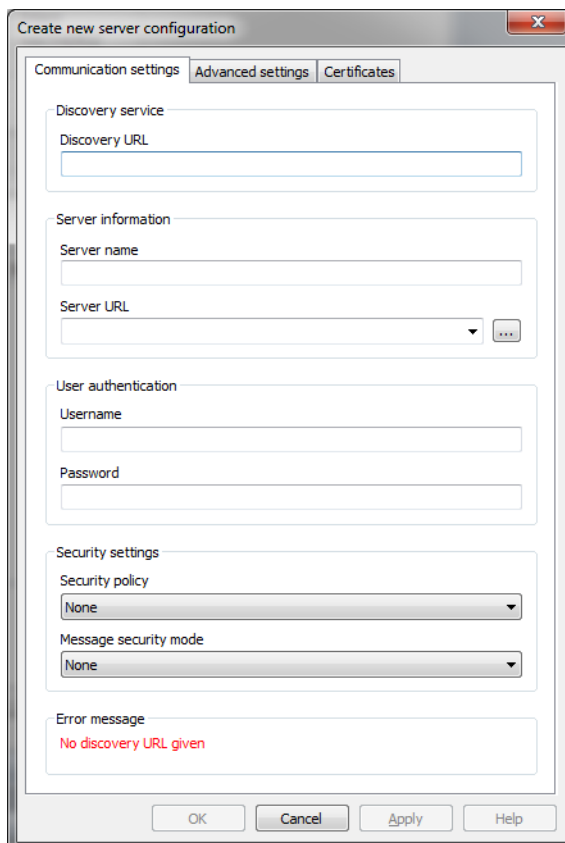 Create new server configuration
Communication settings Advanced settings Certificates
Discovery service
Discovery URL
Server information
Server name
Server URL
...
User authentication
Username
Password
Security settings
Security policy
None
Message security mode
None
Error message
No discovery URL given
OK Cancel Apply Help